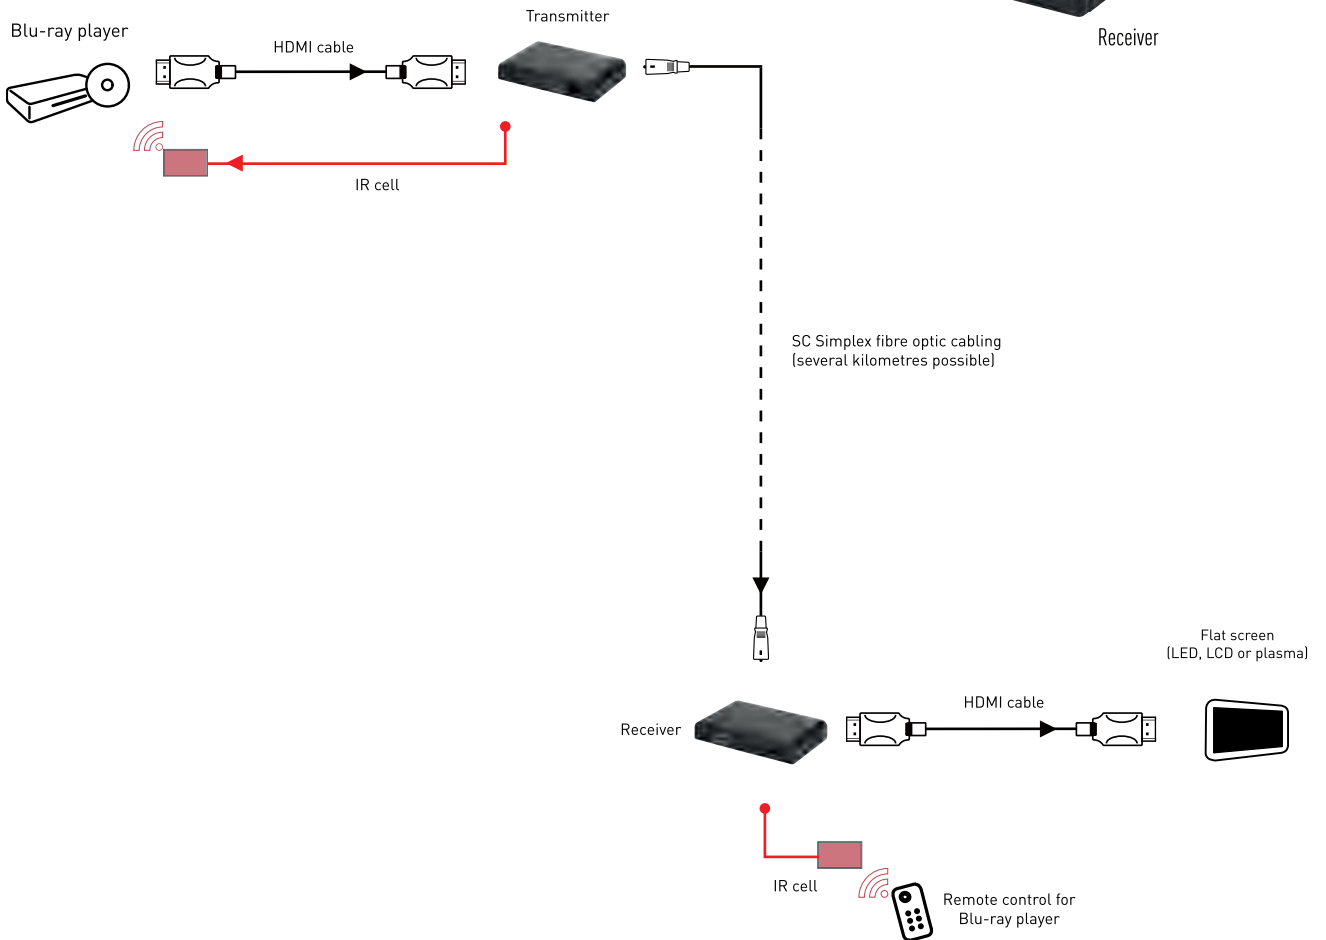 Transmitter
Blu-ray player
HDMI cable
Receiver
IR cell
SC Simplex fibre optic cabling
(several kilometres possible)
Flat screen
(LED, LCD or plasma)
HDMI cable
Receiver
IR cell
Remote control for
Blu-ray player